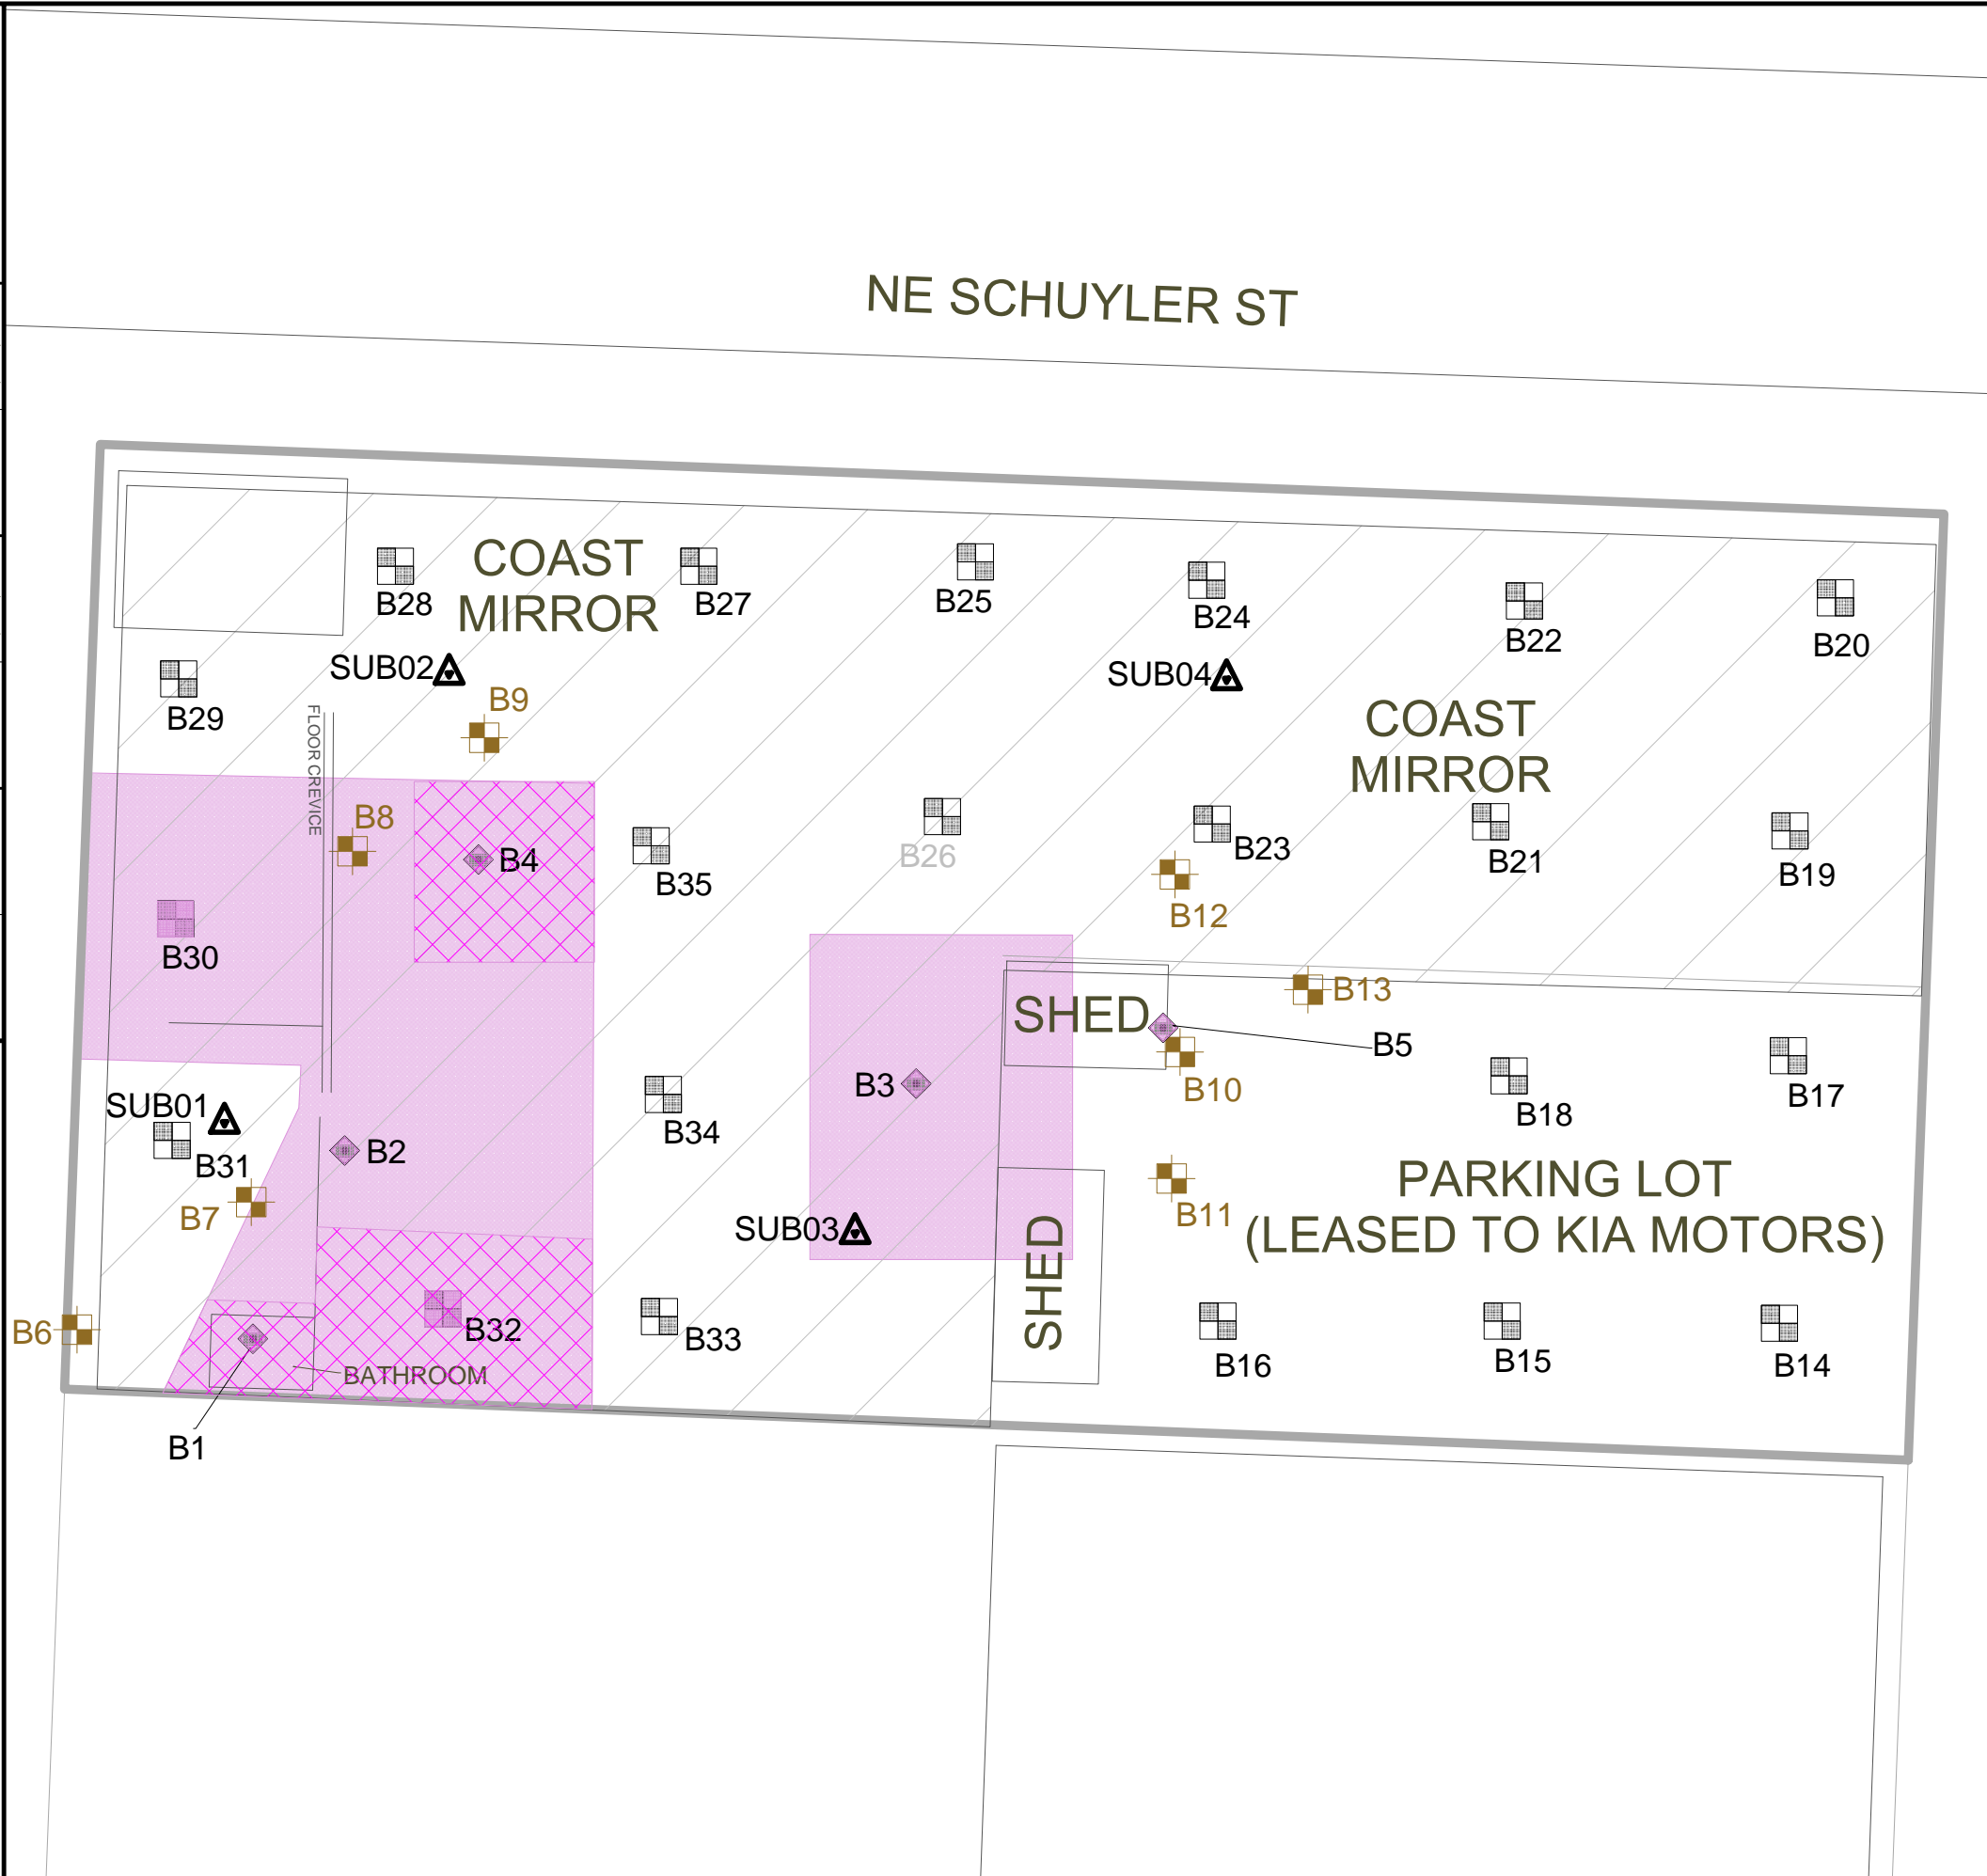 NE SCHUYLER ST
COAST
MIRROR
B28
B27
B25
B24
B22
B20
SUB02
SUB04
B29
B9
COAST
MIRROR
FLOOR CREVICE
B8
B4
B35
B26
B23
B21
B19
B12
B30
B13
SHED
B5
B3
B10
B17
SUB01
B18
B34
B31
B2
PARKING LOT
(LEASED TO KIA MOTORS)
B7
B11
SUB03
SHED
B6
B32
B33
B16
B15
B14
BATHROOM
B1